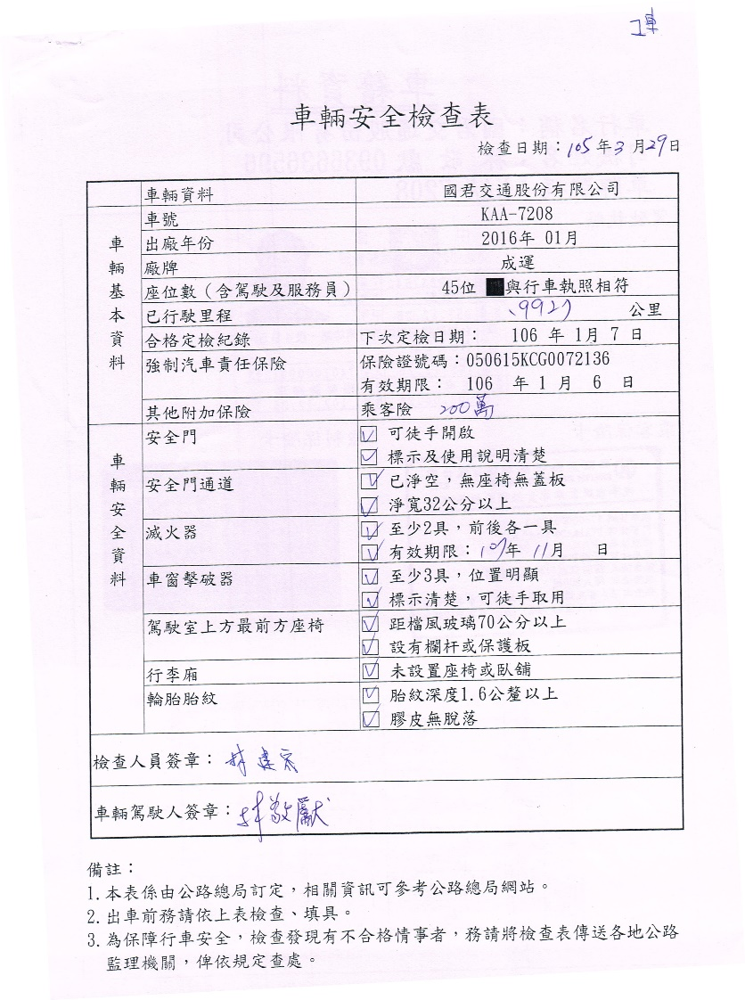 1車
車輛安全檢查表
檢查日期：105年3月29日
車輛資料 國君交通股份有限公司
車輛基本資料
車號 KAA-7208
出廠年份 2016年 01月
廠牌 成運
座位數（含駕駛及服務員） 45位 與行車執照相符
已行駛里程 公里
合格定檢紀錄 下次定檢日期： 106 年 1月 7 日
強制汽車責任保險 保險證號碼：050615KCG0072136
有效期限： 106 年 1 月 6 日
其他附加保險 乘客險 200萬
車輛安全資料
安全門 ☑ 可徒手開啟
☑ 標示及使用說明清楚
安全門通道 ☑ 已淨空，無座椅無蓋板
☑ 淨寬32公分以上
滅火器 ☑ 至少2具，前後各一具
☑ 有效期限：107年 11月 日
車窗擊破器 ☑ 至少3具，位置明顯
☑ 標示清楚，可徒手取用
駕駛室上方最前方座椅 ☑ 距檔風玻璃70公分以上
☑ 設有欄杆或保護板
行李廂 ☑ 未設置座椅或臥舖
輪胎胎紋 ☑ 胎紋深度1.6公釐以上
☑ 膠皮無脫落
檢查人員簽章：林建宗
車輛駕駛人簽章：林敬獻
備註：
1.本表係由公路總局訂定，相關資訊可參考公路總局網站。
2.出車前務請依上表檢查、填具。
3.為保障行車安全，檢查發現有不合格情事者，務請將檢查表傳送各地公路
監理機關，俾依規定查處。